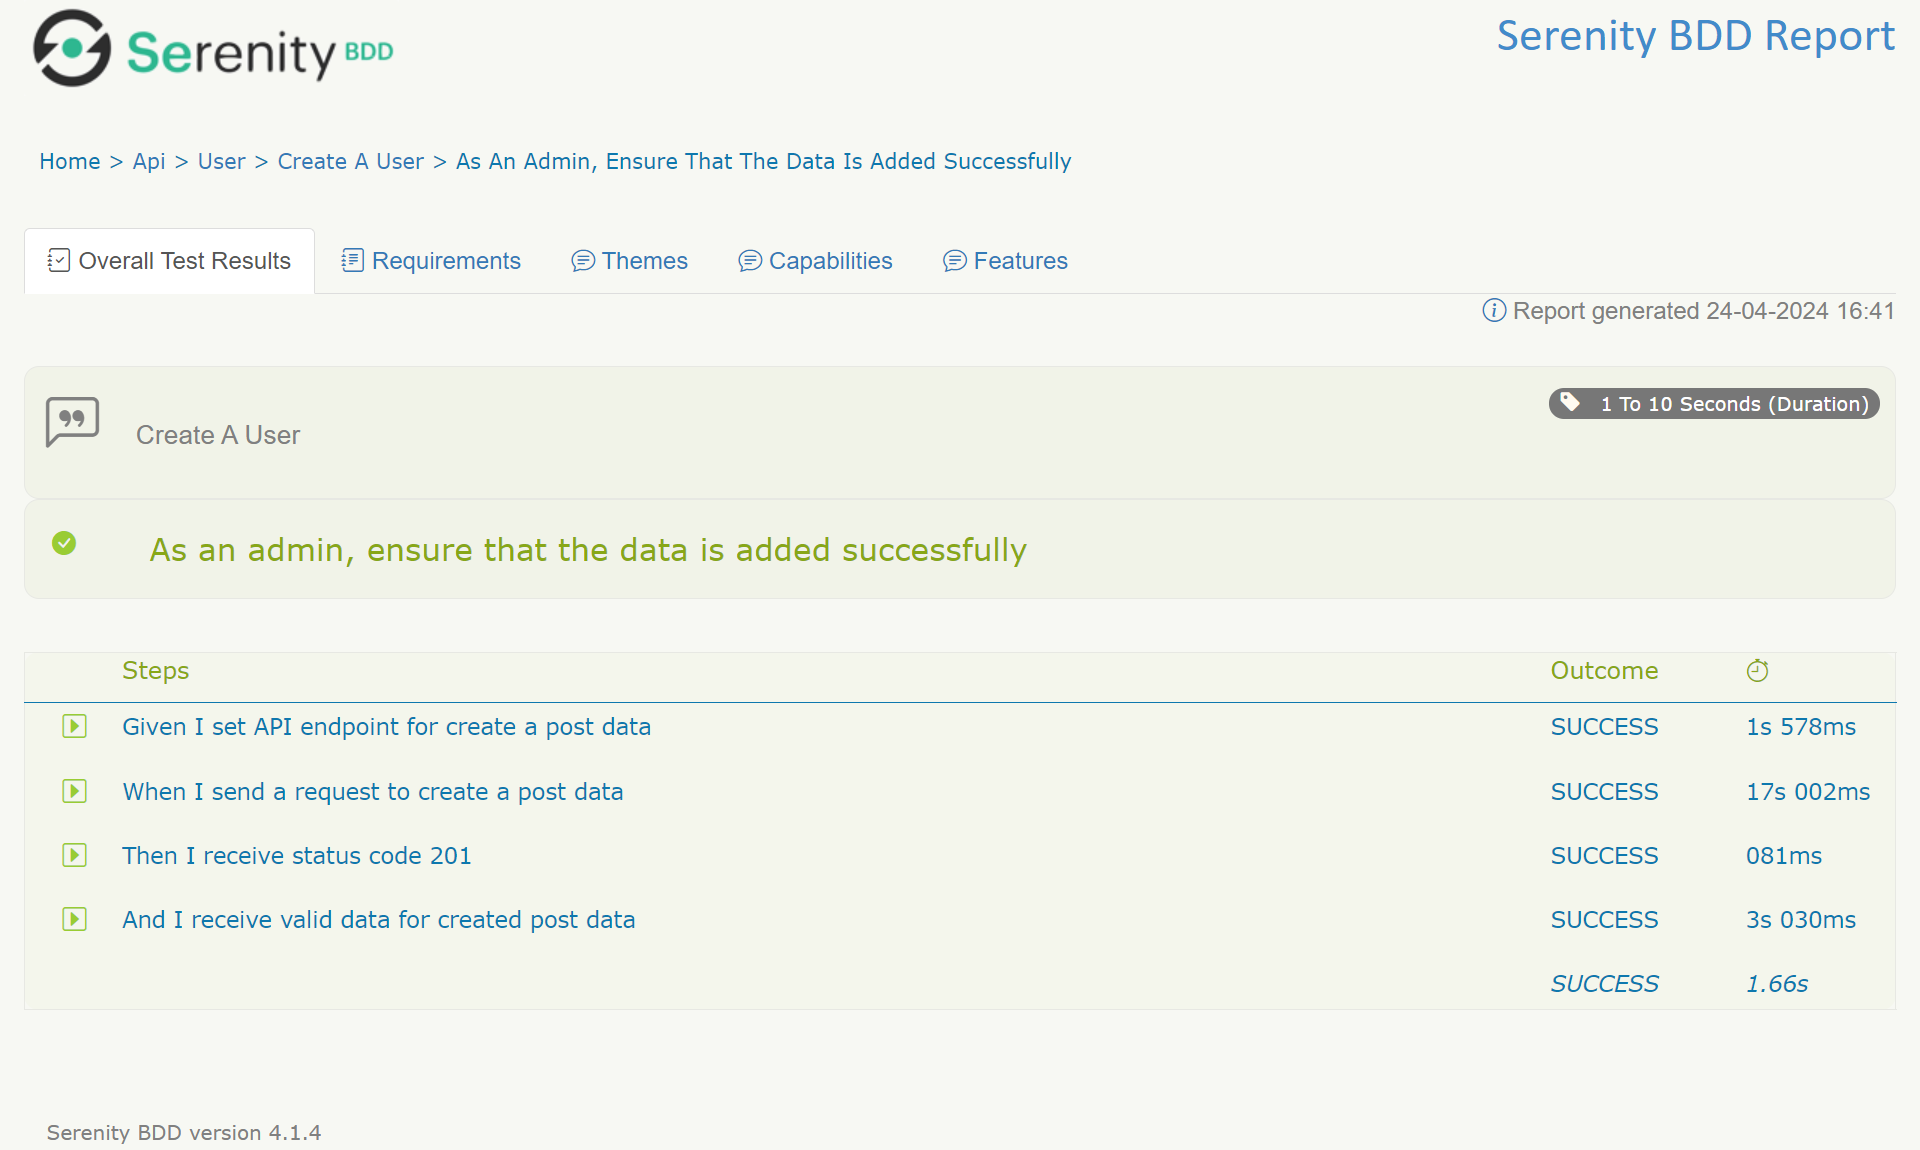 Serenity BDD
Serenity BDD Report
Home > Api > User > Create A User > As An Admin, Ensure That The Data Is Added Successfully
Overall Test Results Requirements Themes Capabilities Features
Report generated 24-04-2024 16:41
1 To 10 Seconds (Duration)
Create A User
As an admin, ensure that the data is added successfully
Steps Outcome
Given I set API endpoint for create a post data SUCCESS 1s 578ms
When I send a request to create a post data SUCCESS 17s 002ms
Then I receive status code 201 SUCCESS 081ms
And I receive valid data for created post data SUCCESS 3s 030ms
SUCCESS 1.66s
Serenity BDD version 4.1.4